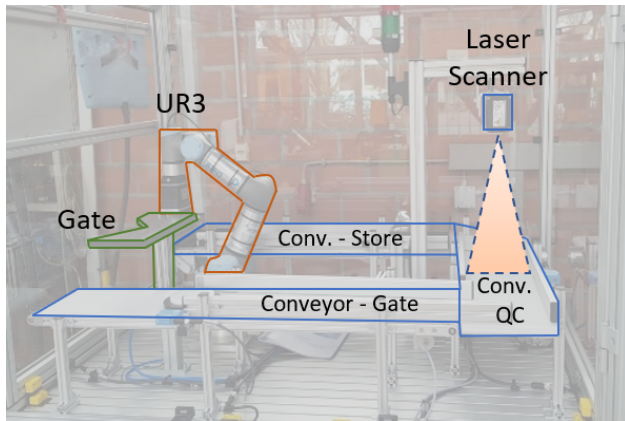 Laser
Scanner
UR3
Gate
Conv. - Store
Conveyor - Gate
Conv.
QC